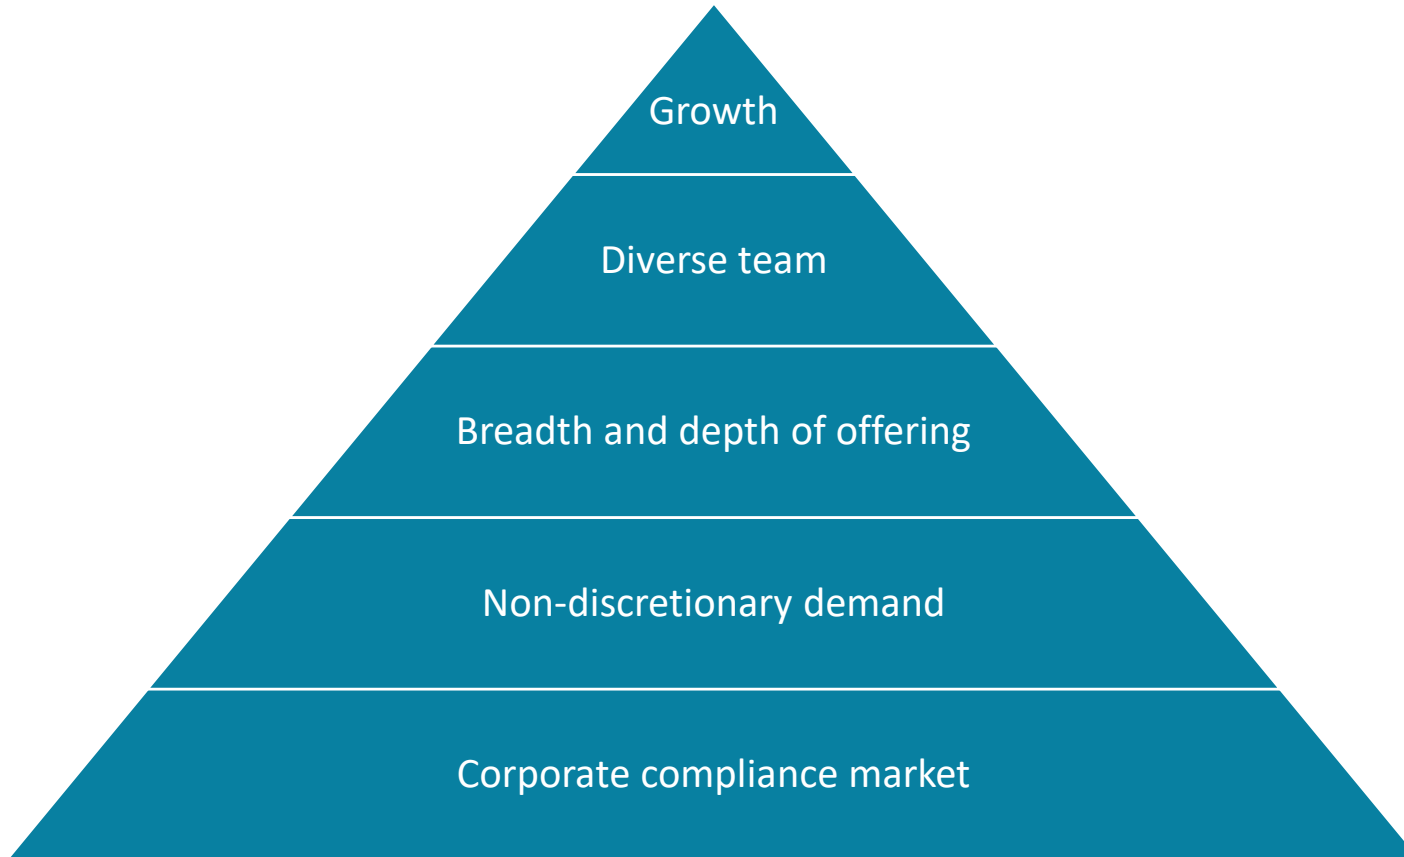 Growth
Diverse team
Breadth and depth of offering
Non-discretionary demand
Corporate compliance market